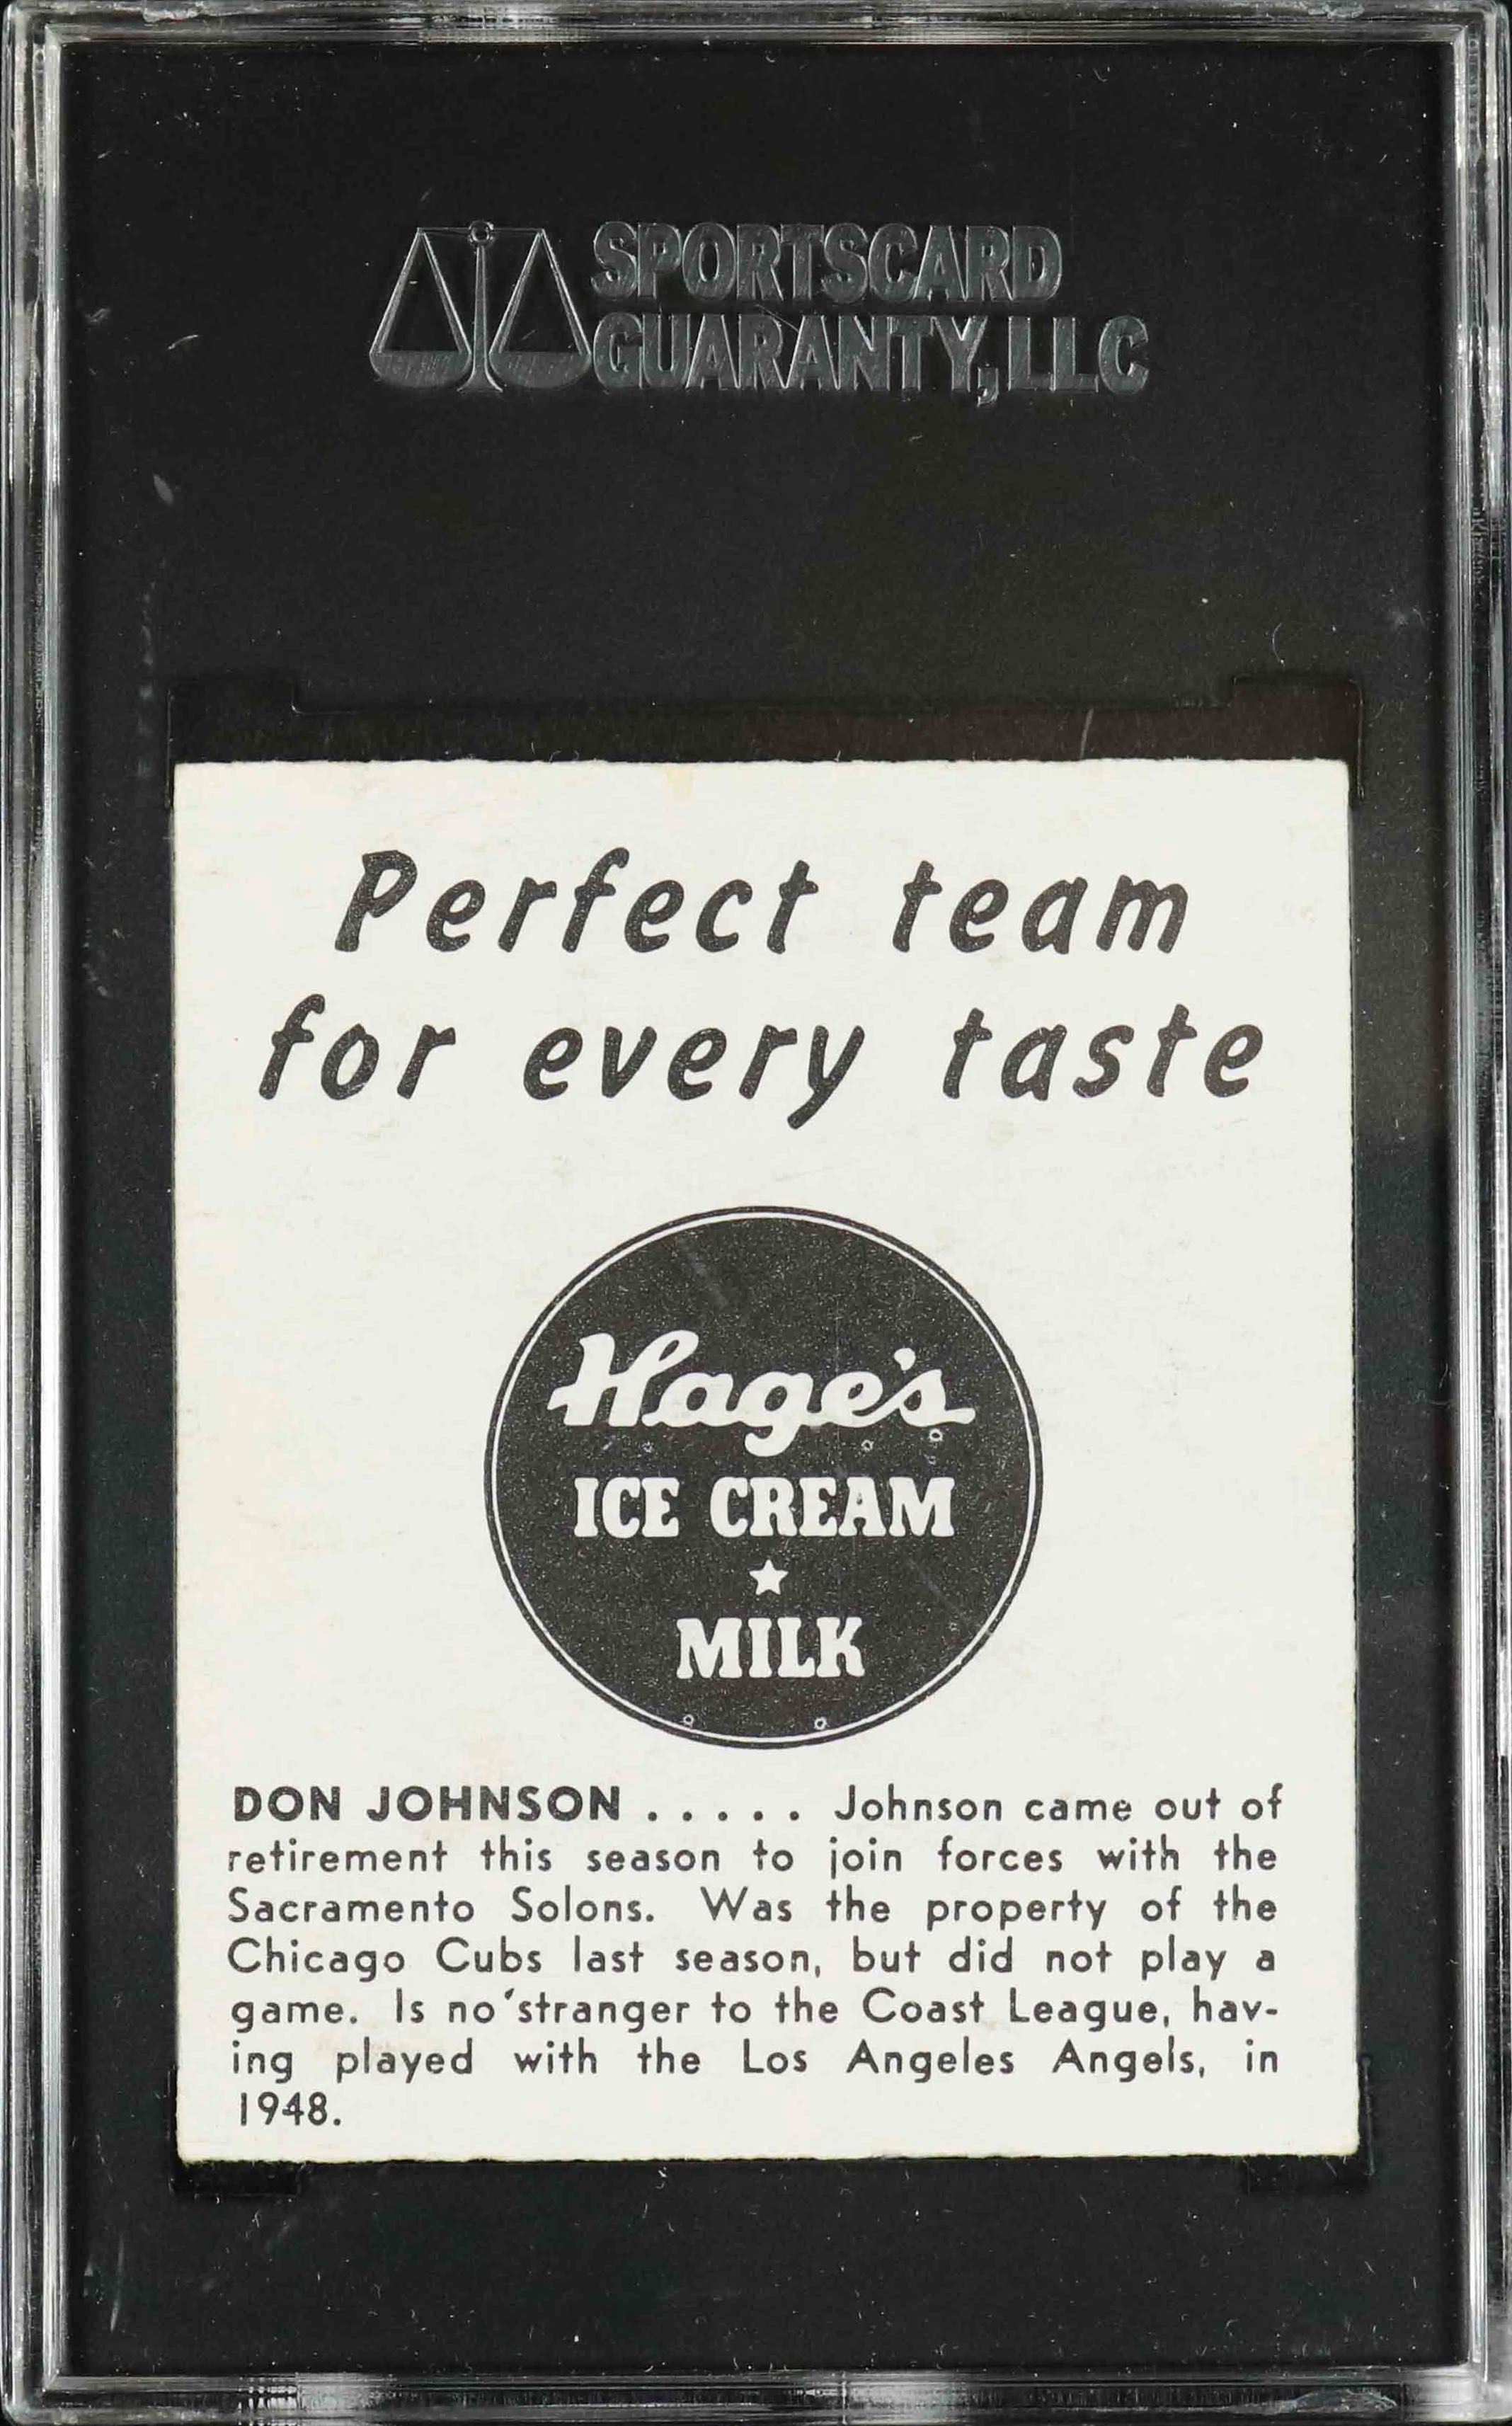 SPORTSCARD
GUARANTY, LLC
Perfect team
for every taste
Hage's
ICE CREAM
★
MILK
DON JOHNSON ..... Johnson came out of
retirement this season to join forces with the
Sacramento Solons. Was the property of the
Chicago Cubs last season, but did not play a
game. Is no'stranger to the Coast League, hav-
ing played with the Los Angeles Angels, in
1948.